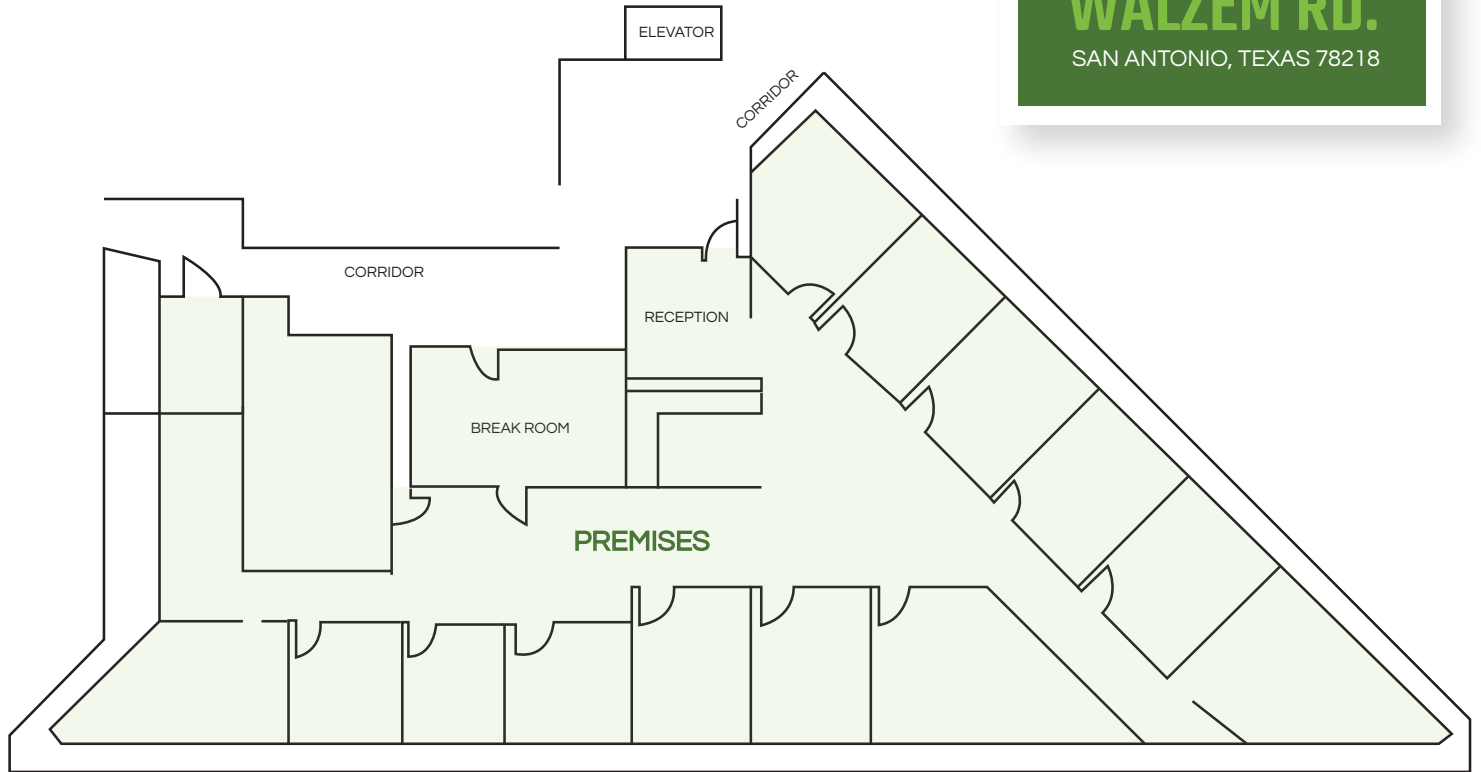 WALZEM RD.
SAN ANTONIO, TEXAS 78218
ELEVATOR
CORRIDOR
CORRIDOR
RECEPTION
BREAK ROOM
PREMISES